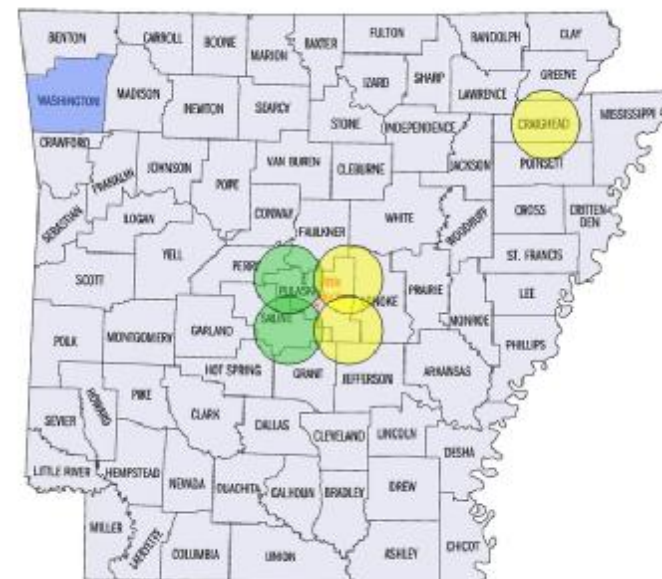 BENTON
CARROLL
BOONE
MARION
BAXTER
FULTON
RANDOLPH
CLAY
WASHINGTON
MADISON
NEWTON
SEARCY
IZARD
SHARP
LAWRENCE
GREENE
CRAIGHEAD
MISSISSIPPI
STONE
INDEPENDENCE
CRAWFORD
FRANKLIN
JOHNSON
POPE
VAN BUREN
CLEBURNE
JACKSON
POINSETT
SEBASTIAN
LOGAN
CONWAY
FAULKNER
WHITE
WOODRUFF
CROSS
CRITTEN-
DEN
SCOTT
YELL
PERRY
PULASKI
PRAIRIE
ST. FRANCIS
LEE
POLK
MONTGOMERY
GARLAND
SALINE
MONROE
PHILLIPS
HOT SPRING
GRANT
JEFFERSON
ARKANSAS
SEVIER
HOWARD
PIKE
CLARK
DALLAS
CLEVELAND
LINCOLN
DESHA
LITTLE RIVER
HEMPSTEAD
NEVADA
OUACHITA
CALHOUN
BRADLEY
DREW
MILLER
LAFAYETTE
COLUMBIA
UNION
ASHLEY
CHICOT